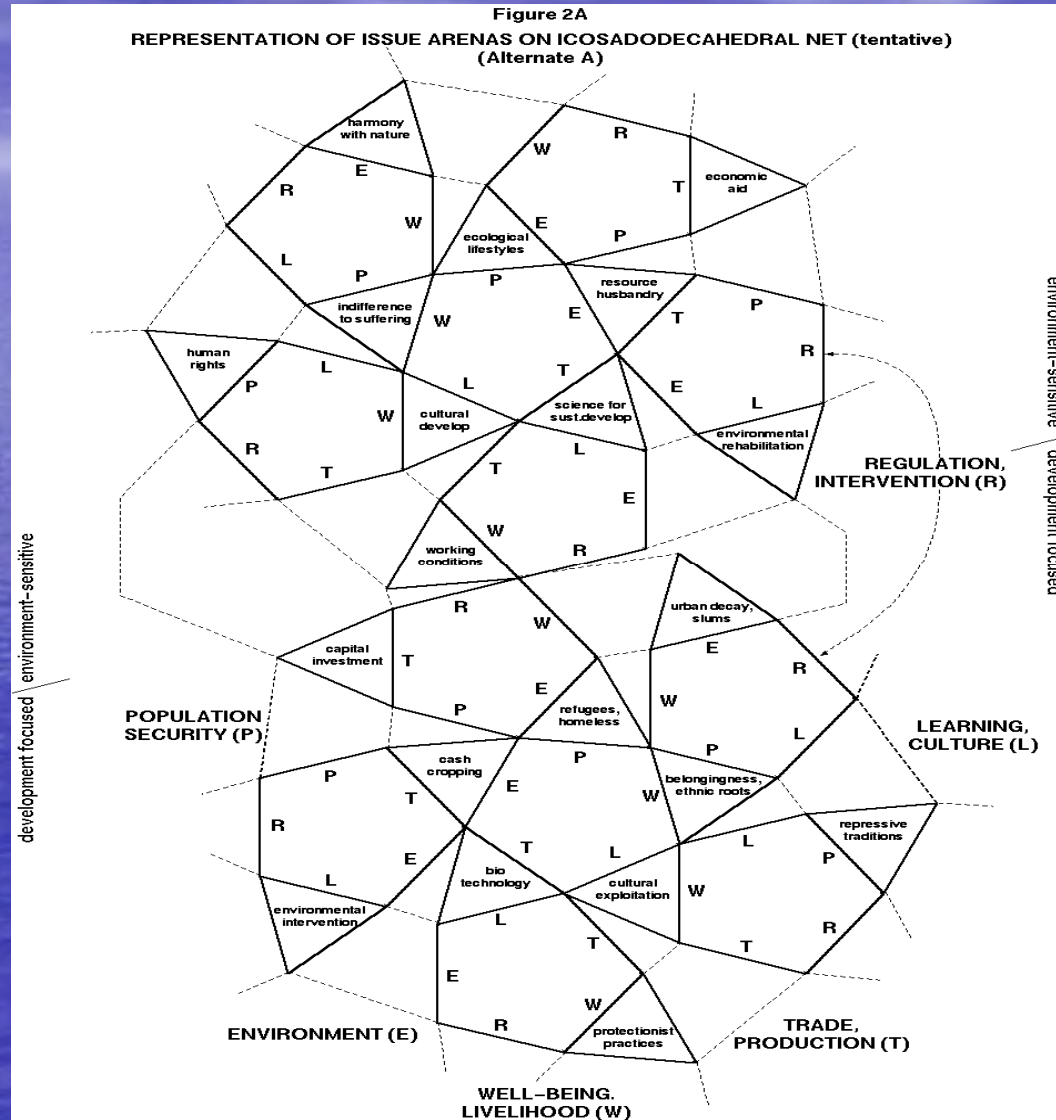 Figure 2A
REPRESENTATION OF ISSUE ARENAS ON ICOSADODECAHEDRAL NET (tentative)
(Alternate A)
harmony
with nature
R
W
E
T
economic
aid
R
W
E
ecological
lifestyles
P
L
P
P
resource
husbandry
P
indifference
to suffering
W
E
T
R
human
rights
L
P
L
T
E
L
W
cultural
develop
science for
sust.develop
environmental
rehabilitation
R
T
T
L
REGULATION,
INTERVENTION (R)
E
W
R
working
conditions
environment-sensitive
development focused
environment-sensitive
development focused
R
W
urban decay,
slums
E
R
capital
investment
T
E
W
P
refugees,
homeless
POPULATION
SECURITY (P)
LEARNING,
CULTURE (L)
L
P
P
cash
cropping
P
T
E
W
belongingness,
ethnic roots
R
E
T
L
L
repressive
traditions
P
L
bio
technology
cultural
exploitation
W
environmental
intervention
L
R
T
T
E
W
R
protectionist
practices
ENVIRONMENT (E)
TRADE,
PRODUCTION (T)
WELL-BEING.
LIVELIHOOD (W)